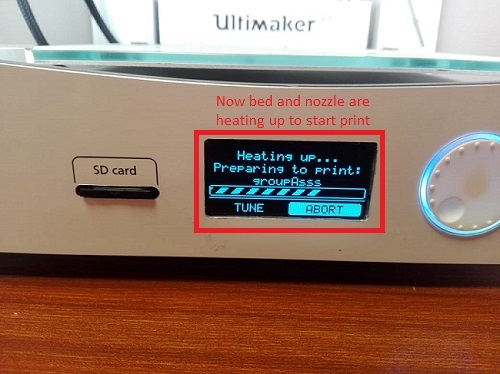 Ultimaker
Now bed and nozzle are
heating up to start print
SD card
Heating up...
Preparing to print:
groupAsss
TUNE ABORT